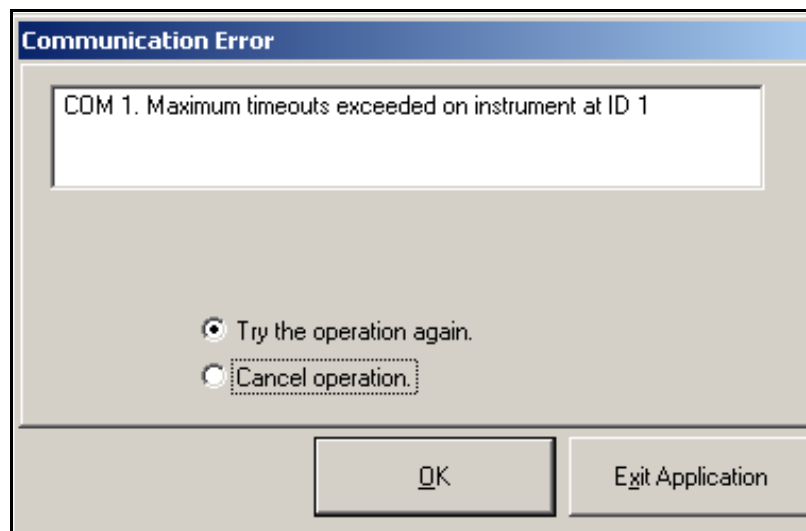 Communication Error
COM 1. Maximum timeouts exceeded on instrument at ID 1
Try the operation again.
Cancel operation.
OK
Exit Application